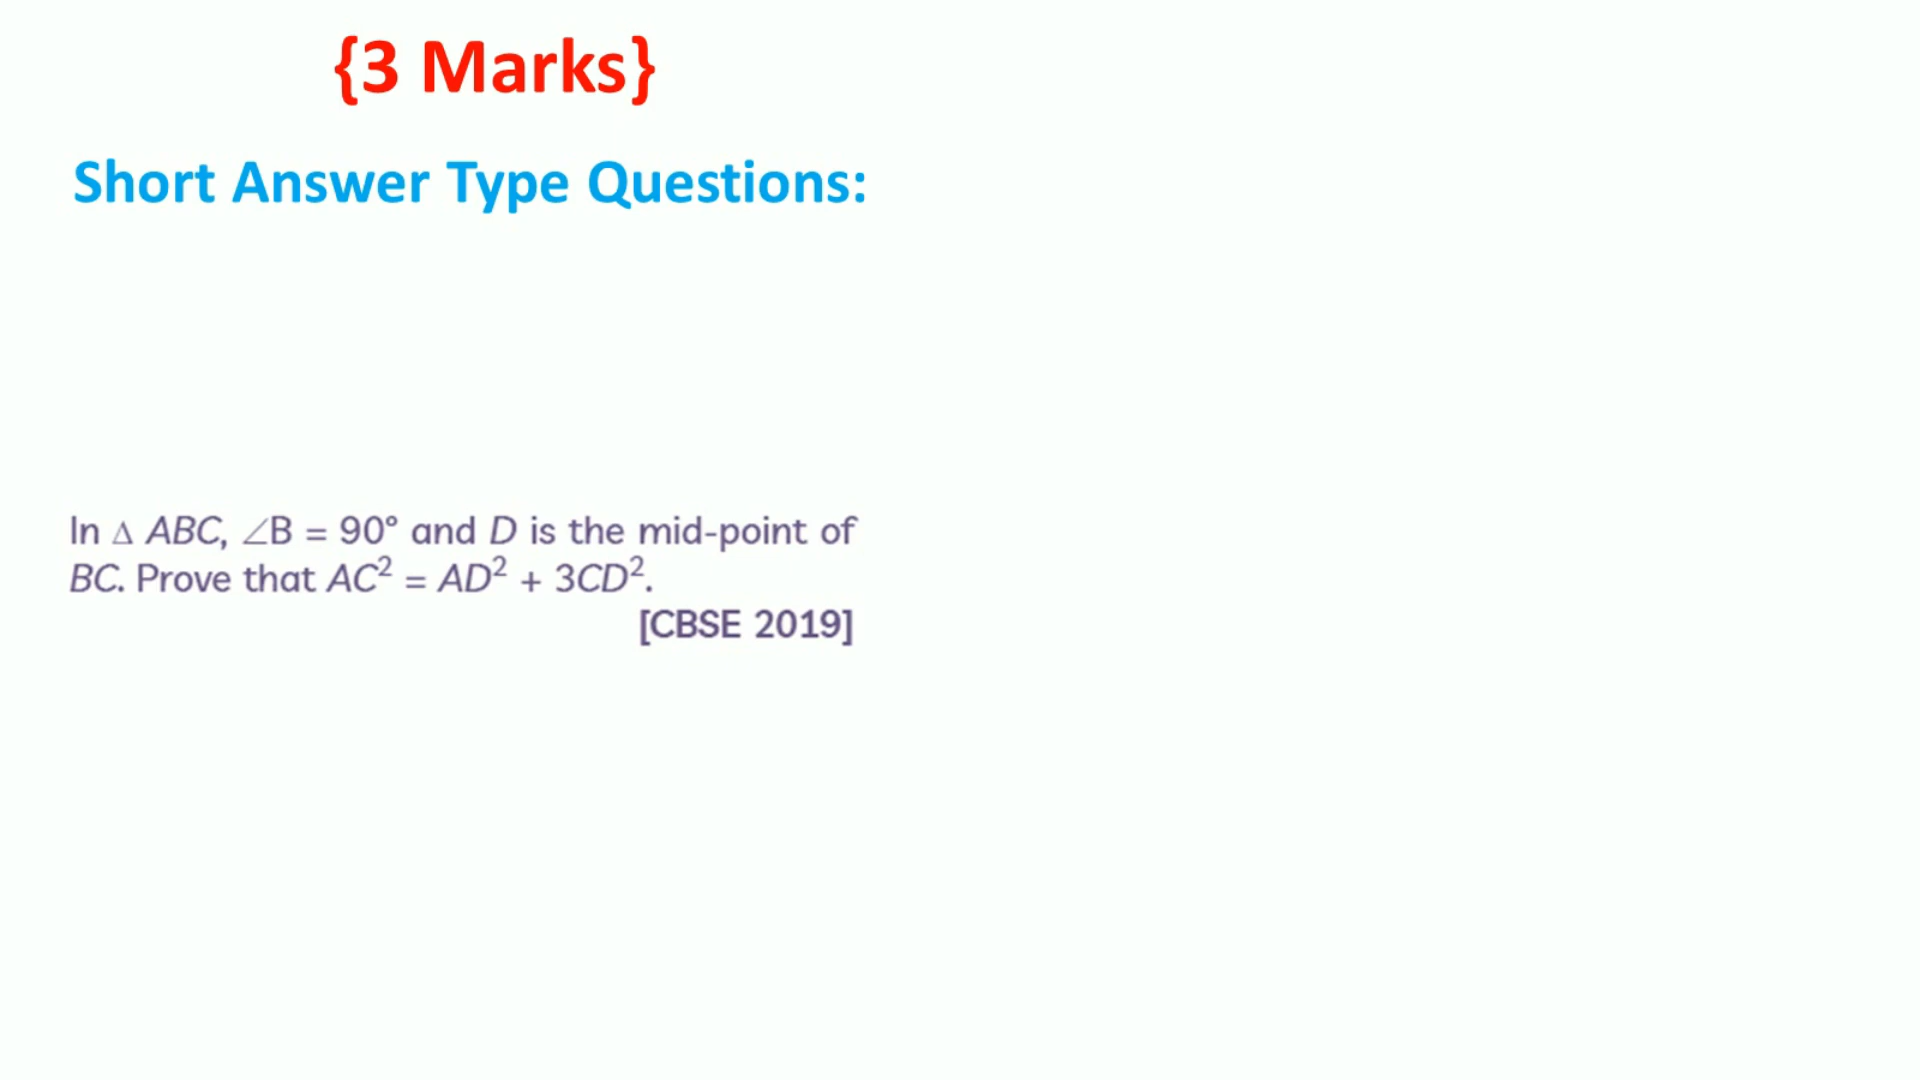 {3 Marks}
Short Answer Type Questions:
In Δ ABC, ∠B = 90° and D is the mid-point of
BC. Prove that AC² = AD² + 3CD².
[CBSE 2019]